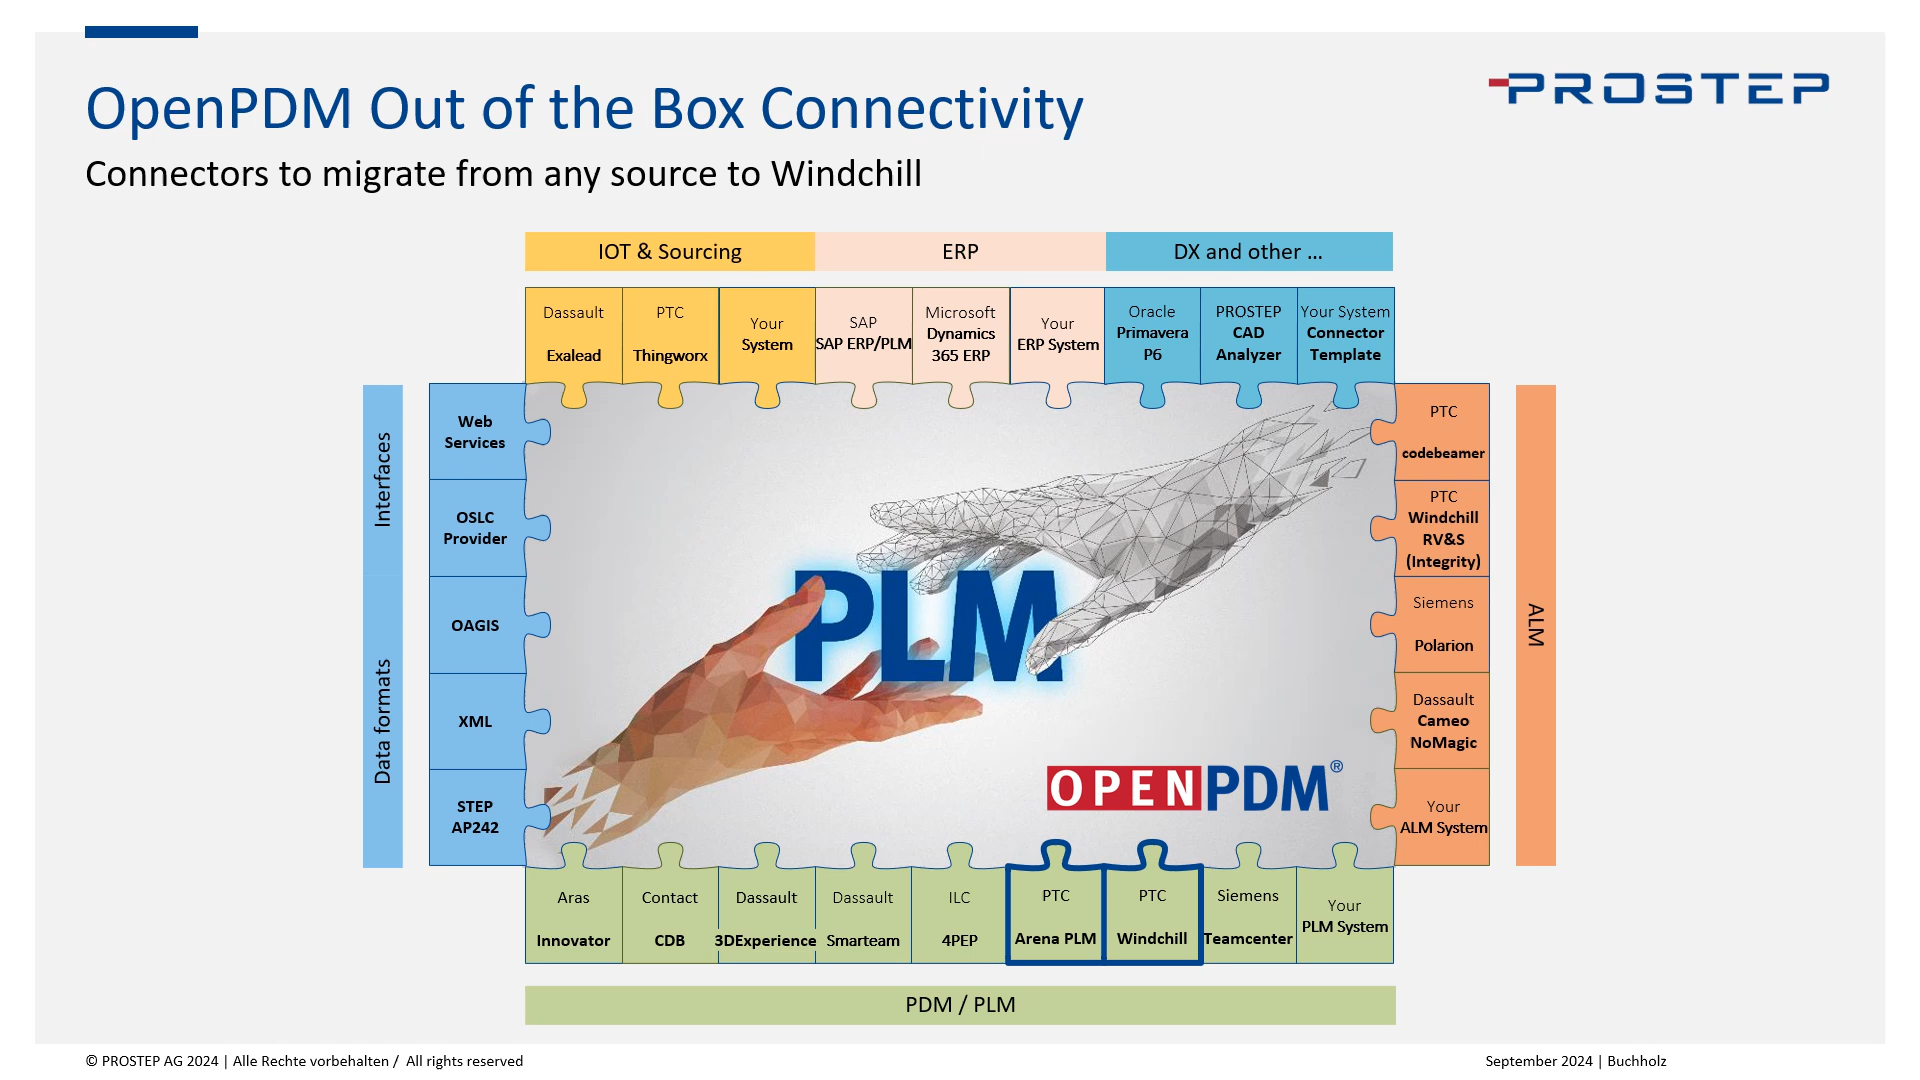 OpenPDM Out of the Box Connectivity
PROSTEP
Connectors to migrate from any source to Windchill
IOT & Sourcing
ERP
DX and other ...
Dassault
Exalead
PTC
Thingworx
Your
System
SAP
SAP ERP/PLM
Microsoft
Dynamics
365 ERP
Your
ERP System
Oracle
Primavera
P6
PROSTEP
CAD
Analyzer
Your System
Connector
Template
Interfaces
Data formats
Web
Services
OSLC
Provider
OAGIS
XML
STEP
AP242
PLM
OPENPDM®
PTC
codebeamer
PTC
Windchill
RV&S
(Integrity)
Siemens
Polarion
Dassault
Cameo
NoMagic
Your
ALM System
ALM
Aras
Innovator
Contact
CDB
Dassault
3DExperience
Dassault
Smarteam
ILC
4PEP
PTC
Arena PLM
PTC
Windchill
Siemens
Teamcenter
Your
PLM System
PDM / PLM
© PROSTEP AG 2024 | Alle Rechte vorbehalten / All rights reserved
September 2024 | Buchholz